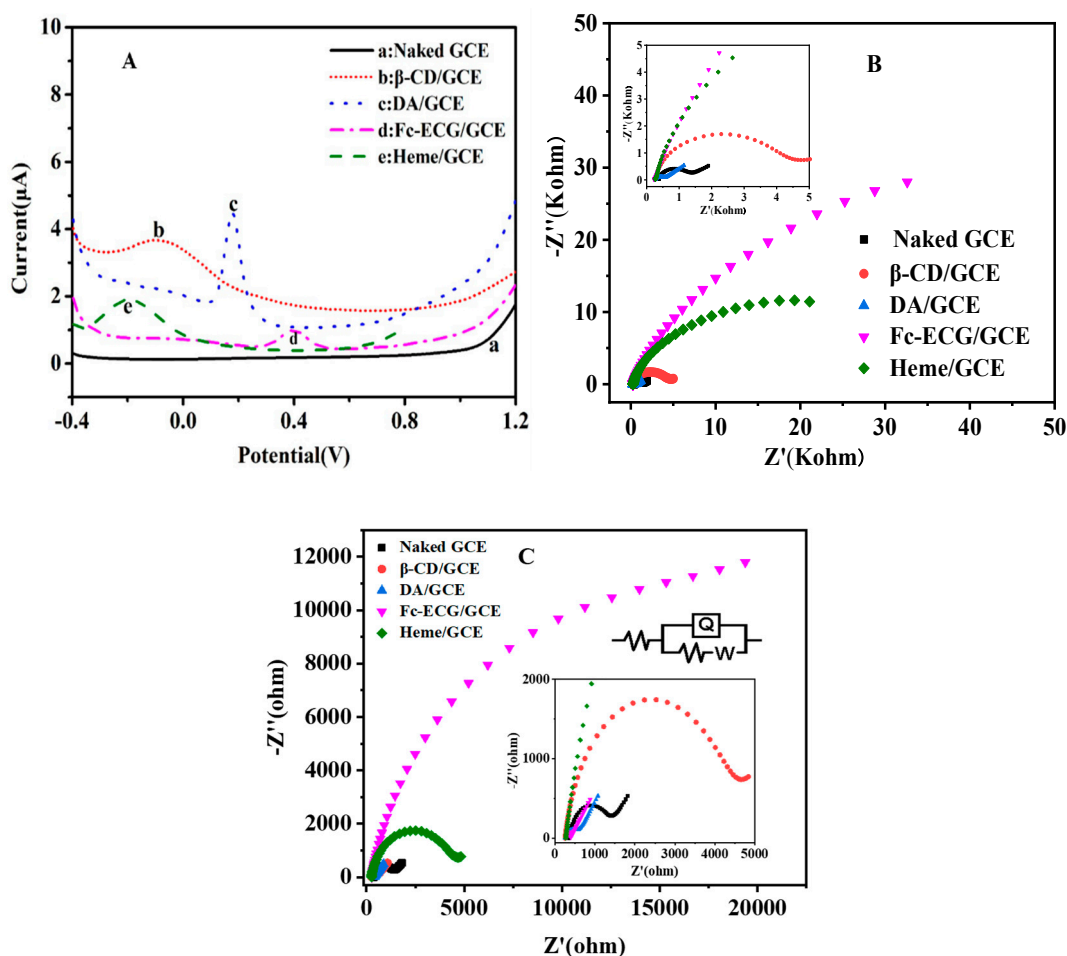 A
a:Naked GCE
b:β-CD/GCE
c:DA/GCE
d:Fc-ECG/GCE
e:Heme/GCE
10
8
6
4
2
0
Current(μA)
b
c
e
d
a
-0.4
0.0
0.4
0.8
1.2
Potential(V)
B
50
40
30
20
10
0
-Z''(Kohm)
5
4
3
2
1
0
-Z''(Kohm)
0
1
2
3
4
5
Z'(Kohm)
Naked GCE
β-CD/GCE
DA/GCE
Fc-ECG/GCE
Heme/GCE
0
10
20
30
40
50
Z'(Kohm)
C
Naked GCE
β-CD/GCE
DA/GCE
Fc-ECG/GCE
Heme/GCE
12000
10000
8000
6000
4000
2000
0
-Z''(ohm)
Q
W
2000
1000
0
-Z''(ohm)
0
1000
2000
3000
4000
5000
Z'(ohm)
0
5000
10000
15000
20000
Z'(ohm)